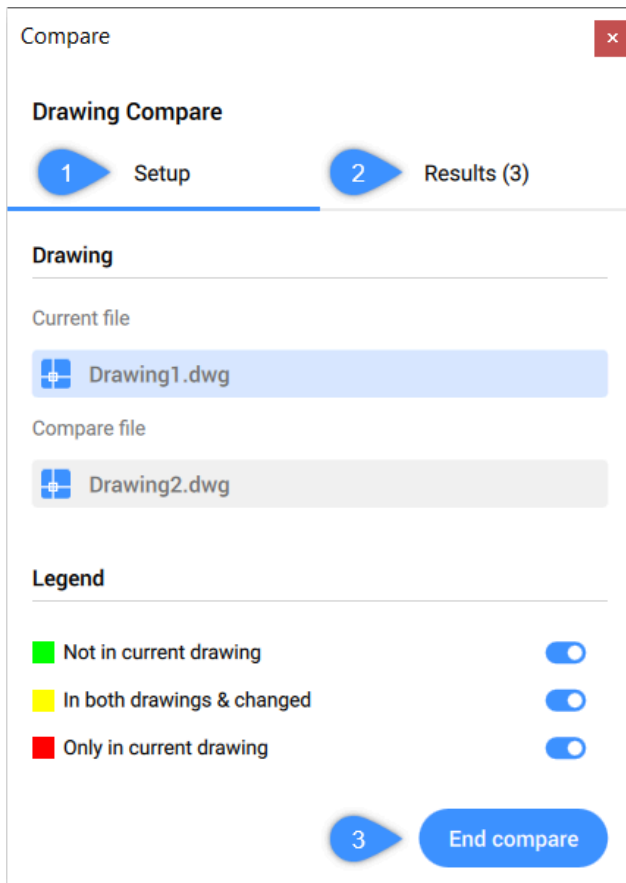 Compare
Drawing Compare
1 Setup 2 Results (3)
Drawing
Current file
Drawing1.dwg
Compare file
Drawing2.dwg
Legend
Not in current drawing
In both drawings & changed
Only in current drawing
3 End compare